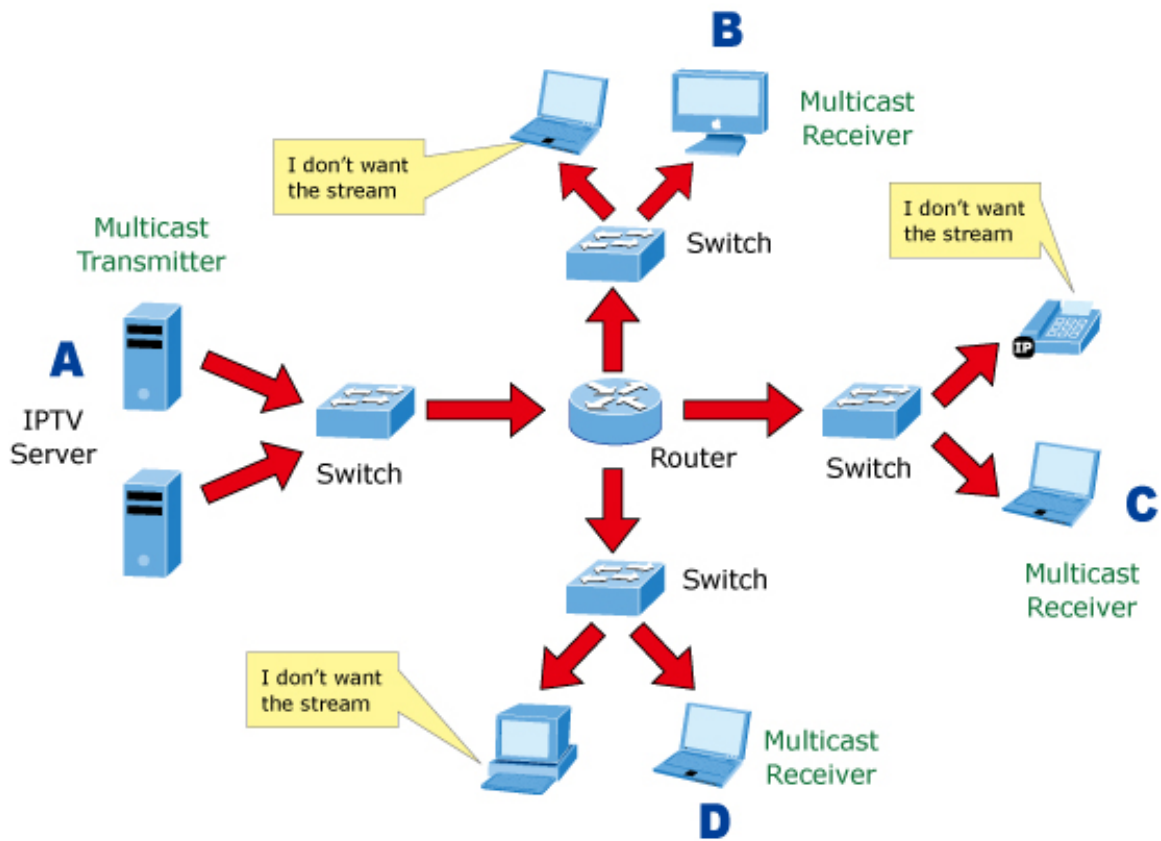 B
Multicast
Receiver
I don't want
the stream
Switch
I don't want
the stream
Multicast
Transmitter
A
IPTV
Server
Switch
Router
Switch
IP
C
Multicast
Receiver
Switch
I don't want
the stream
Multicast
Receiver
D